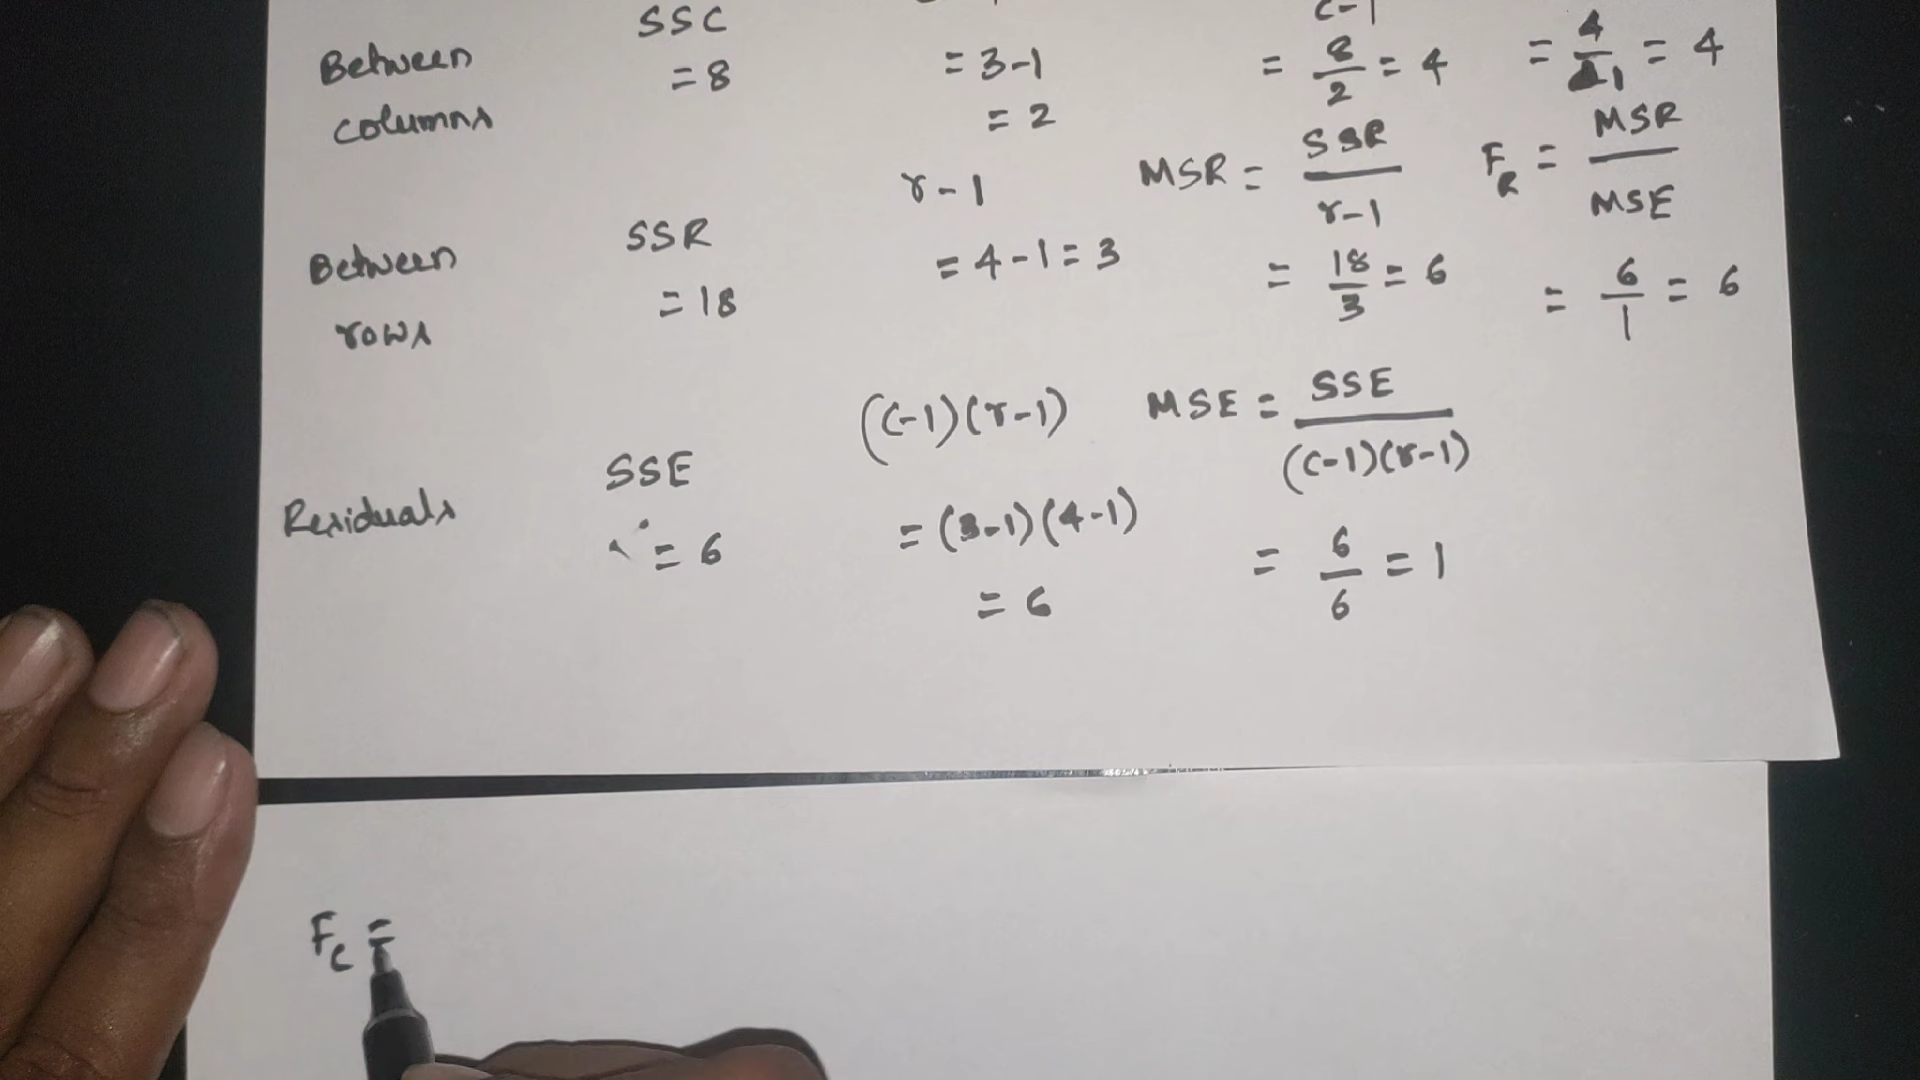 SSC c-1
Between = 8 = 3-1 = 8/2 = 4 = 4/1 = 4
columns = 2
r-1 MSR = SSR/r-1 F_R = MSR/MSE
Between SSR = 4-1=3 = 18/3 = 6 = 6/1 = 6
rows = 18
(c-1)(r-1) MSE = SSE/(c-1)(r-1)
Residuals SSE = (3-1)(4-1) = 6/6 = 1
= 6 = 6
F_c =